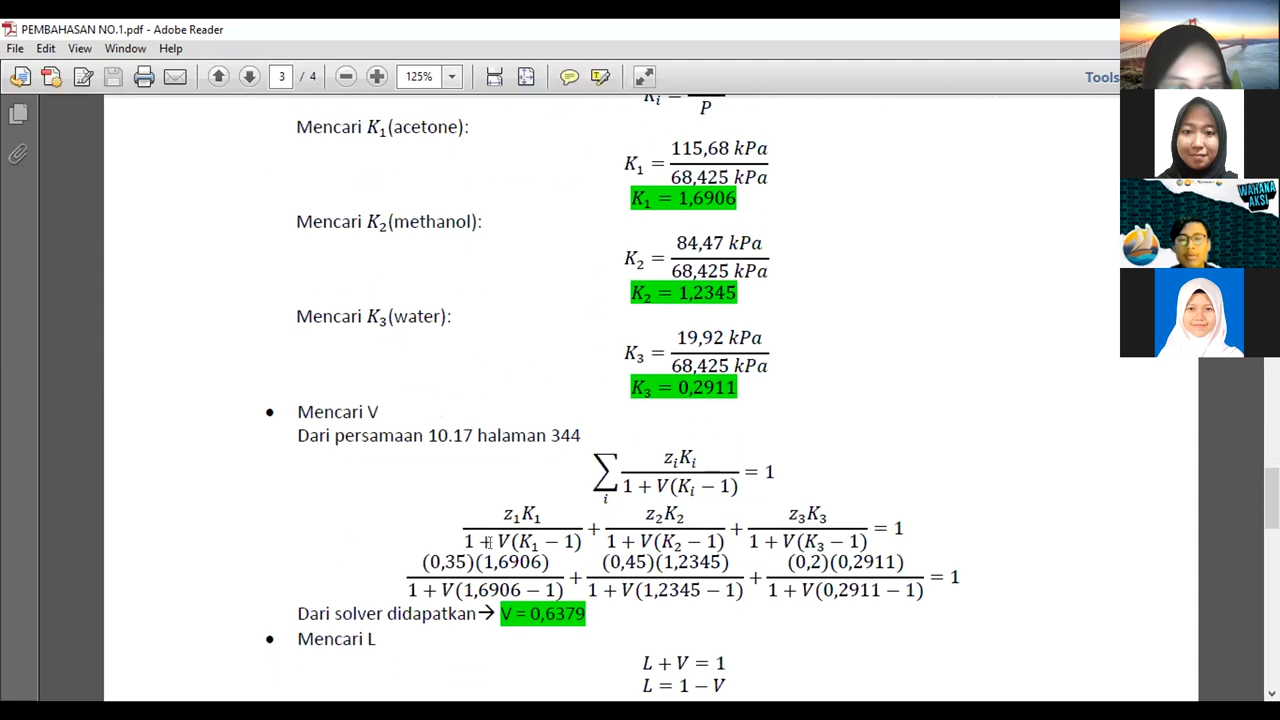 PEMBAHASAN NO.1.pdf - Adobe Reader
File Edit View Window Help
3 / 4 125% Tools
K_i = P
Mencari K₁(acetone):
K₁ = 115,68 kPa / 68,425 kPa
K₁ = 1,6906
Mencari K₂(methanol):
K₂ = 84,47 kPa / 68,425 kPa
K₂ = 1,2345
Mencari K₃(water):
K₃ = 19,92 kPa / 68,425 kPa
K₃ = 0,2911
• Mencari V
Dari persamaan 10.17 halaman 344
∑_i z_iK_i / 1 + V(K_i − 1) = 1
z₁K₁ / 1 + V(K₁ − 1) + z₂K₂ / 1 + V(K₂ − 1) + z₃K₃ / 1 + V(K₃ − 1) = 1
(0,35)(1,6906) / 1 + V(1,6906 − 1) + (0,45)(1,2345) / 1 + V(1,2345 − 1) + (0,2)(0,2911) / 1 + V(0,2911 − 1) = 1
Dari solver didapatkan→ V = 0,6379
• Mencari L
L + V = 1
L = 1 − V
WAHANA
AKSI